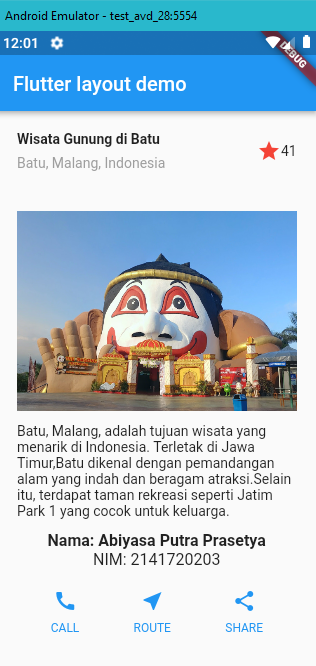 Android Emulator - test_avd_28:5554
12:01
DEBUG
Flutter layout demo
Wisata Gunung di Batu
Batu, Malang, Indonesia
41
Batu, Malang, adalah tujuan wisata yang
menarik di Indonesia. Terletak di Jawa
Timur,Batu dikenal dengan pemandangan
alam yang indah dan beragam atraksi.Selain
itu, terdapat taman rekreasi seperti Jatim
Park 1 yang cocok untuk keluarga.
Nama: Abiyasa Putra Prasetya
NIM: 2141720203
CALL
ROUTE
SHARE